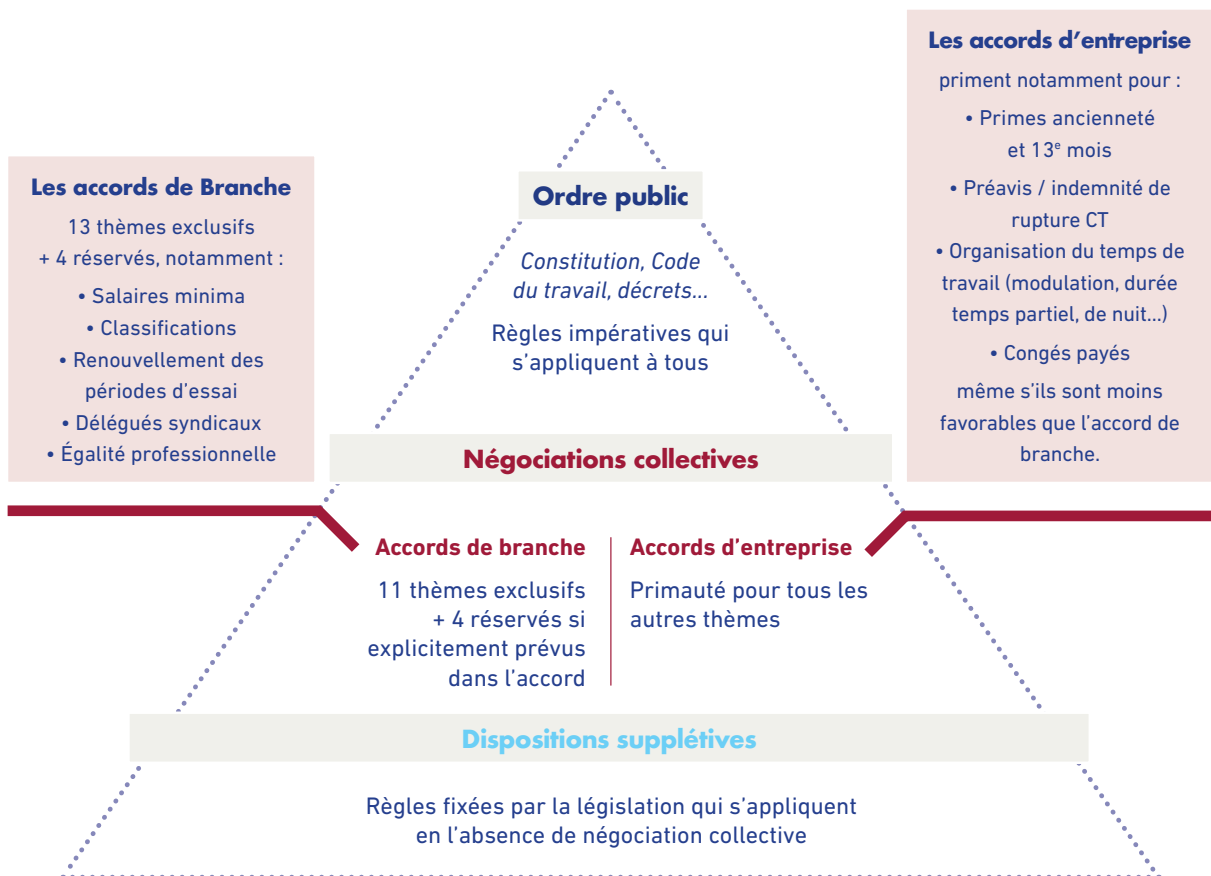 Les accords de Branche
13 thèmes exclusifs
+ 4 réservés, notamment :
• Salaires minima
• Classifications
• Renouvellement des
périodes d'essai
• Délégués syndicaux
• Égalité professionnelle
Ordre public
Constitution, Code
du travail, décrets...
Règles impératives qui
s'appliquent à tous
Les accords d'entreprise
priment notamment pour :
• Primes ancienneté
et 13e mois
• Préavis / indemnité de
rupture CT
• Organisation du temps de
travail (modulation, durée
temps partiel, de nuit...)
• Congés payés
même s'ils sont moins
favorables que l'accord de
branche.
Négociations collectives
Accords de branche
11 thèmes exclusifs
+ 4 réservés si
explicitement prévus
dans l'accord
Accords d'entreprise
Primauté pour tous les
autres thèmes
Dispositions supplétives
Règles fixées par la législation qui s'appliquent
en l'absence de négociation collective